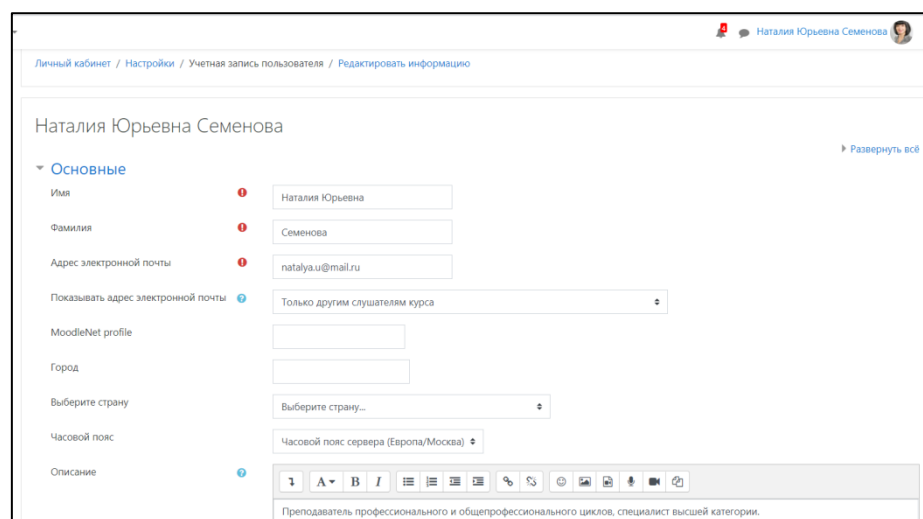 4
Наталия Юрьевна Семенова
Личный кабинет / Настройки / Учетная запись пользователя / Редактировать информацию
Наталия Юрьевна Семенова
Развернуть всё
Основные
Имя Наталия Юрьевна
Фамилия Семенова
Адрес электронной почты natalya.u@mail.ru
Показывать адрес электронной почты Только другим слушателям курса
MoodleNet profile
Город
Выберите страну Выберите страну...
Часовой пояс Часовой пояс сервера (Европа/Москва)
Описание A B I
Преподаватель профессионального и общепрофессионального циклов, специалист высшей категории.